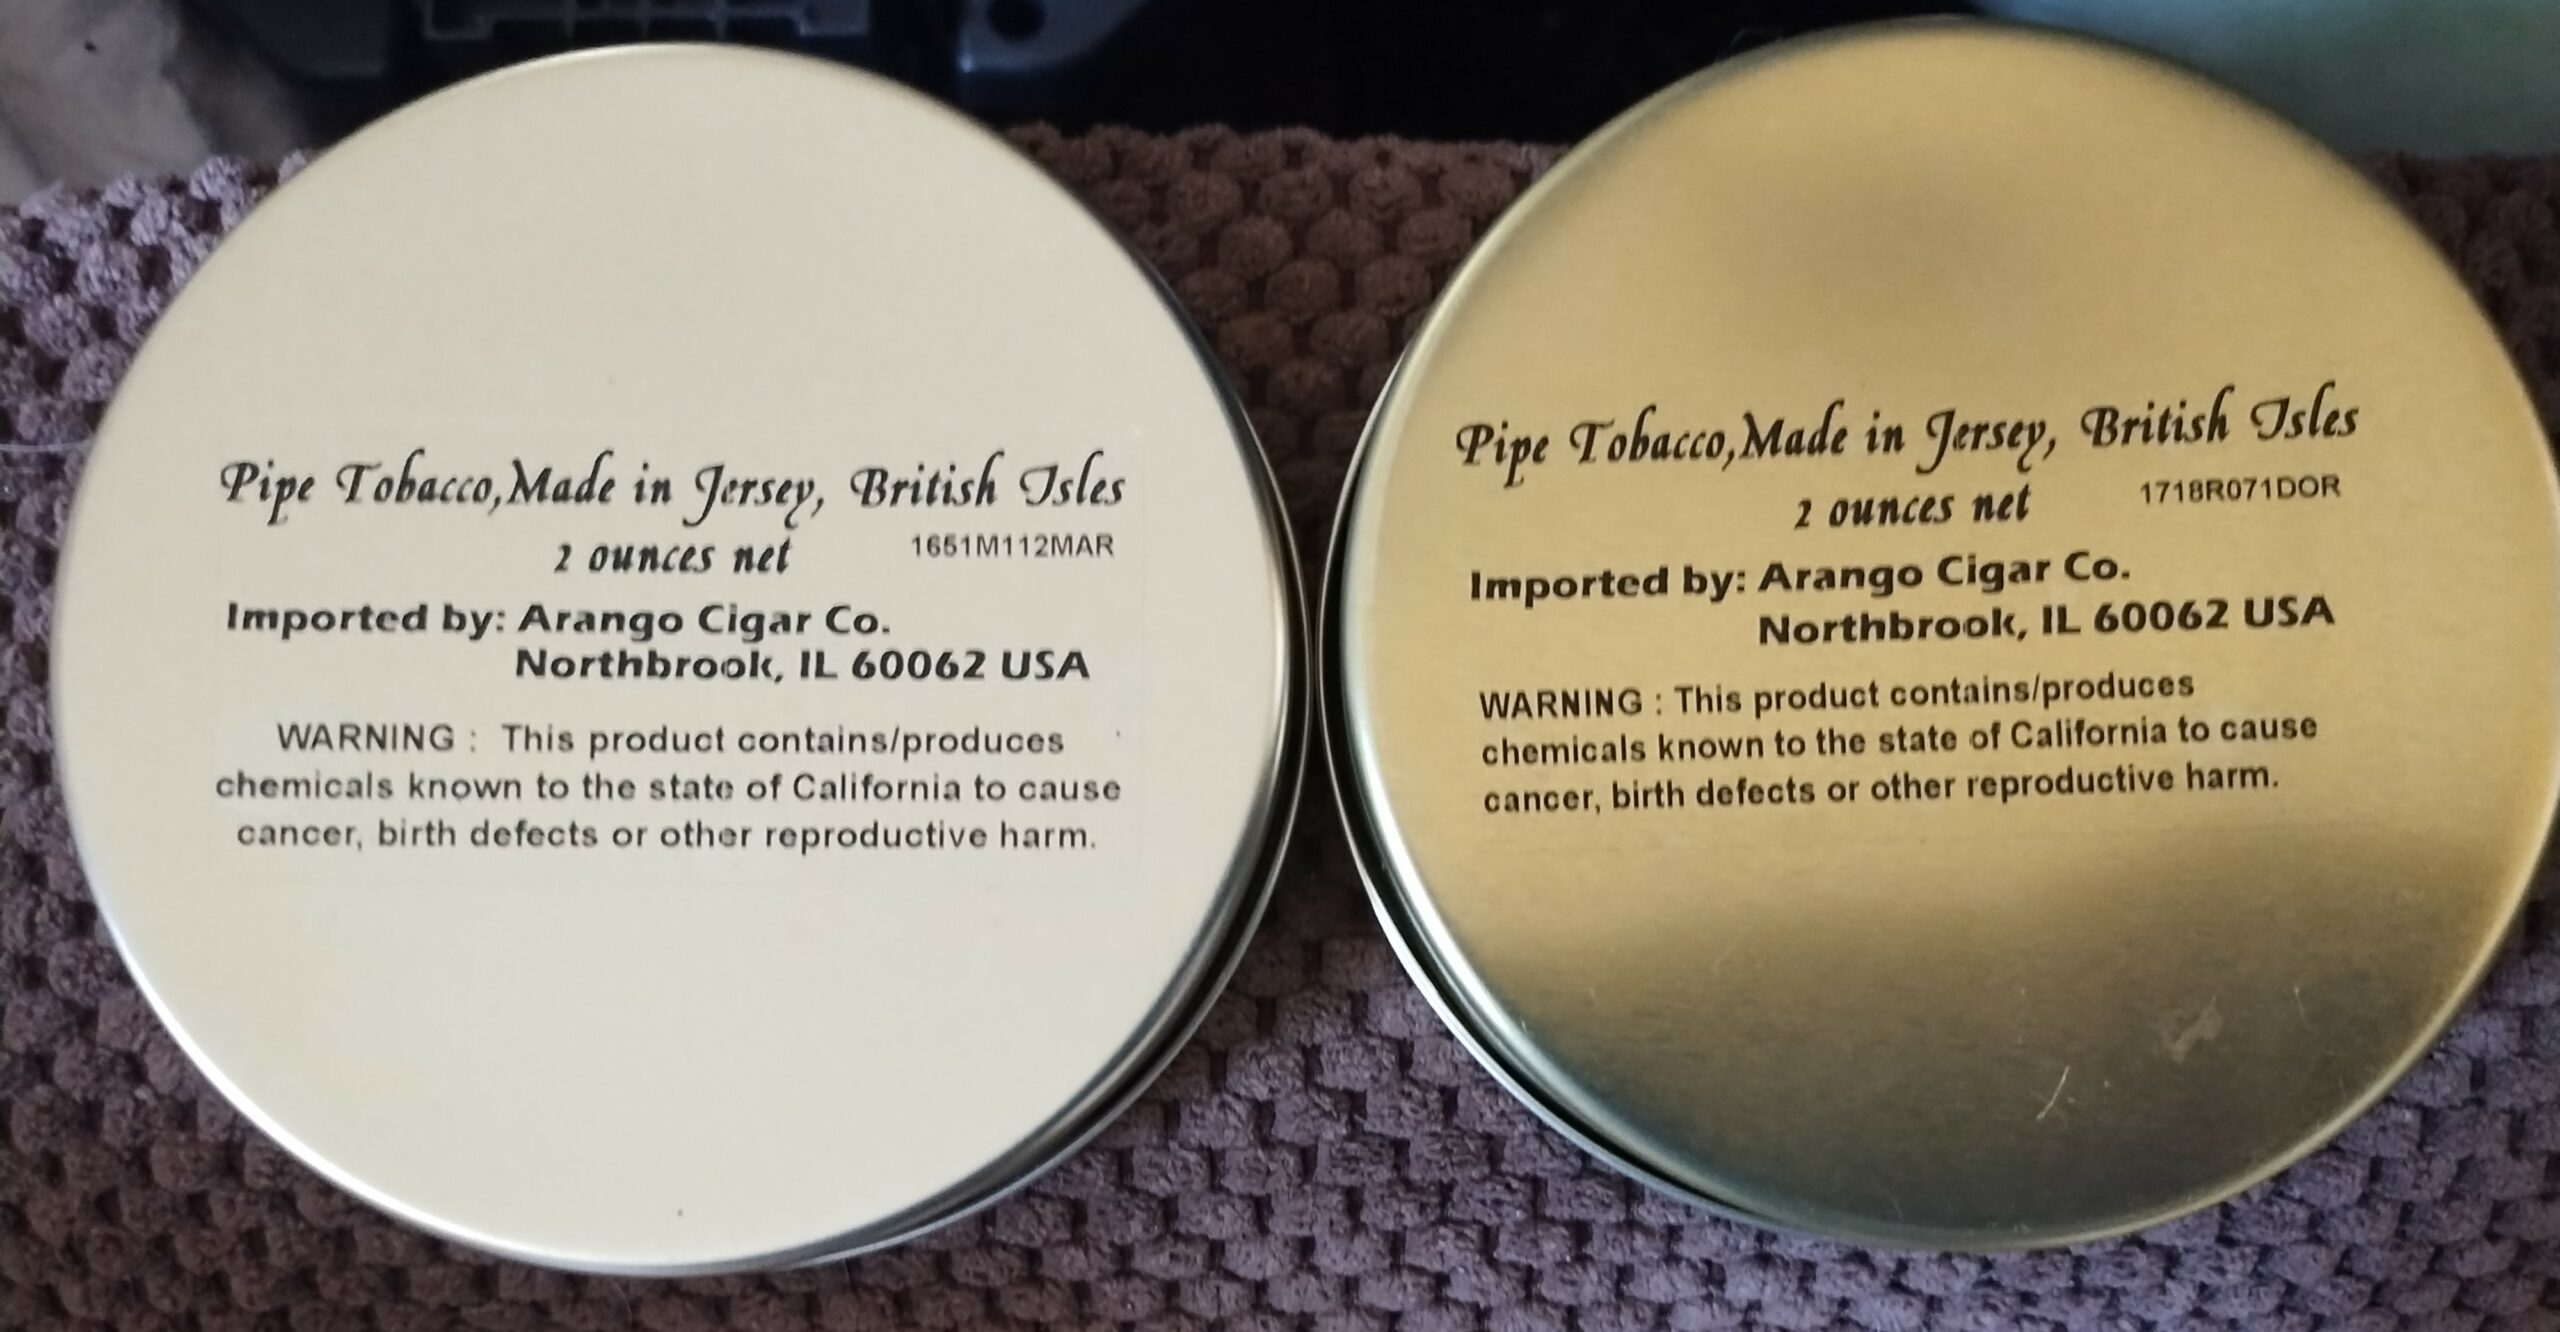 Pipe Tobacco,Made in Jersey, British Isles
2 ounces net 1651M112MAR
Imported by: Arango Cigar Co.
Northbrook, IL 60062 USA
WARNING : This product contains/produces
chemicals known to the state of California to cause
cancer, birth defects or other reproductive harm.
Pipe Tobacco,Made in Jersey, British Isles
1718R071DOR
2 ounces net
Imported by: Arango Cigar Co.
Northbrook, IL 60062 USA
WARNING : This product contains/produces
chemicals known to the state of California to cause
cancer, birth defects or other reproductive harm.